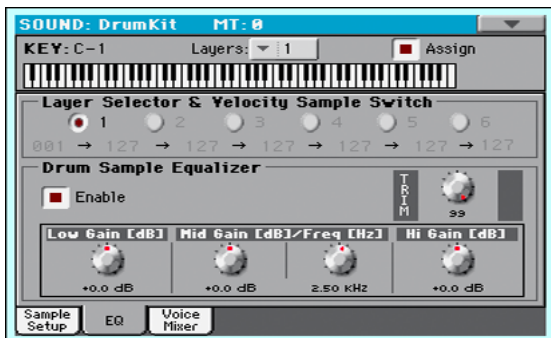 SOUND: DrumKit MT: 0
KEY: C-1 Layers: 1 Assign
Layer Selector & Velocity Sample Switch
1 2 3 4 5 6
001 → 127 → 127 → 127 → 127 → 127 → 127
Drum Sample Equalizer
Enable
TRIM
99
Low Gain [dB] Mid Gain [dB]/Freq [Hz] Hi Gain [dB]
+0.0 dB +0.0 dB 2.50 KHz +0.0 dB
Sample Setup EQ Voice Mixer